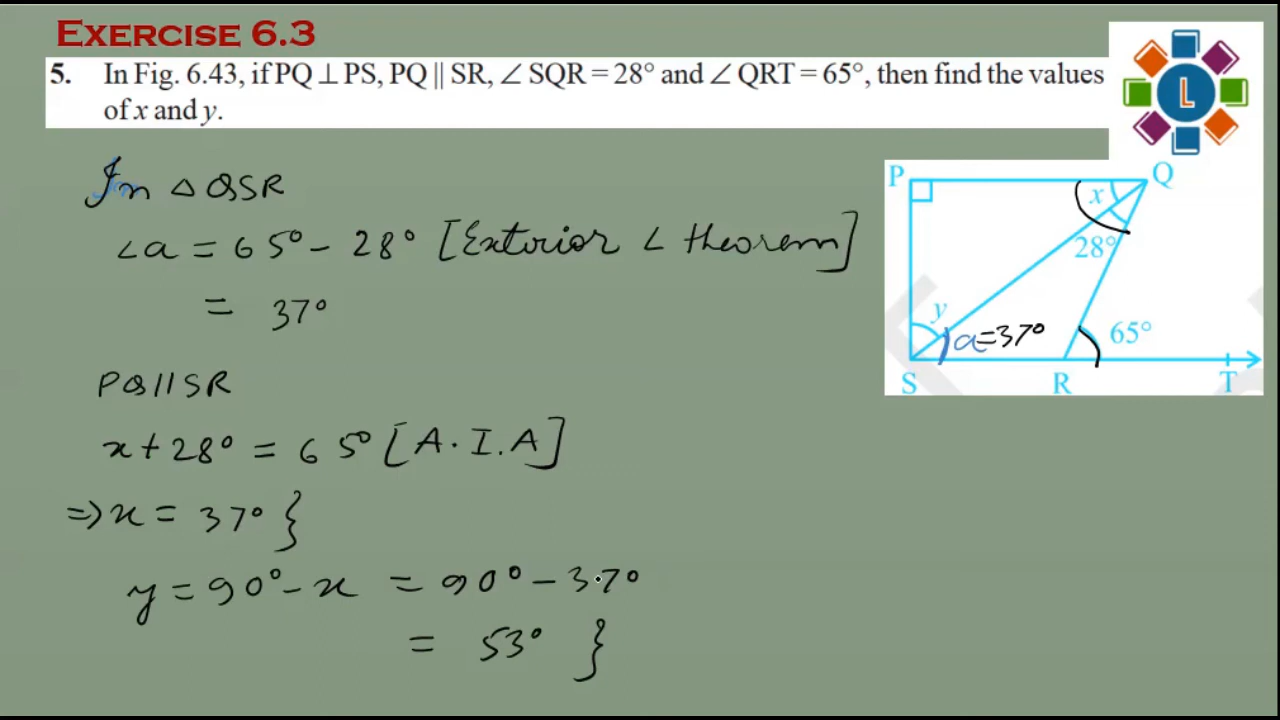 EXERCISE 6.3
5. In Fig. 6.43, if PQ ⊥ PS, PQ || SR, ∠ SQR = 28° and ∠ QRT = 65°, then find the values
of x and y.
L
In △ QSR
∠a = 65° - 28° [Exterior ∠ theorem]
= 37°
PQ || SR
x + 28° = 65° [A.I.A]
⇒ x = 37° }
y = 90° - x = 90° - 37°
= 53° }
P Q
x
28°
y
a=37° 65°
S R T